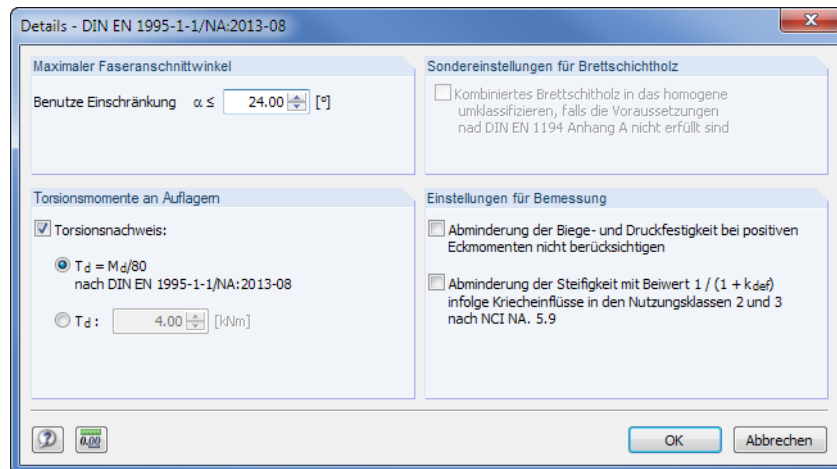 Details - DIN EN 1995-1-1/NA:2013-08
Maximaler Faseranschnittwinkel
Benutze Einschränkung α ≤ 24.00 [°]
Sondereinstellungen für Brettschichtholz
Kombiniertes Brettschitholz in das homogene
umklassifizieren, falls die Voraussetzungen
nad DIN EN 1194 Anhang A nicht erfüllt sind
Torsionsmomente an Auflagern
Torsionsnachweis:
Td = Md/80
nach DIN EN 1995-1-1/NA:2013-08
Td : 4.00 [kNm]
Einstellungen für Bemessung
Abminderung der Biege- und Druckfestigkeit bei positiven
Eckmomenten nicht berücksichtigen
Abminderung der Steifigkeit mit Beiwert 1 / (1 + kdef)
infolge Kriecheinflüsse in den Nutzungsklassen 2 und 3
nach NCI NA. 5.9
0.00
OK
Abbrechen